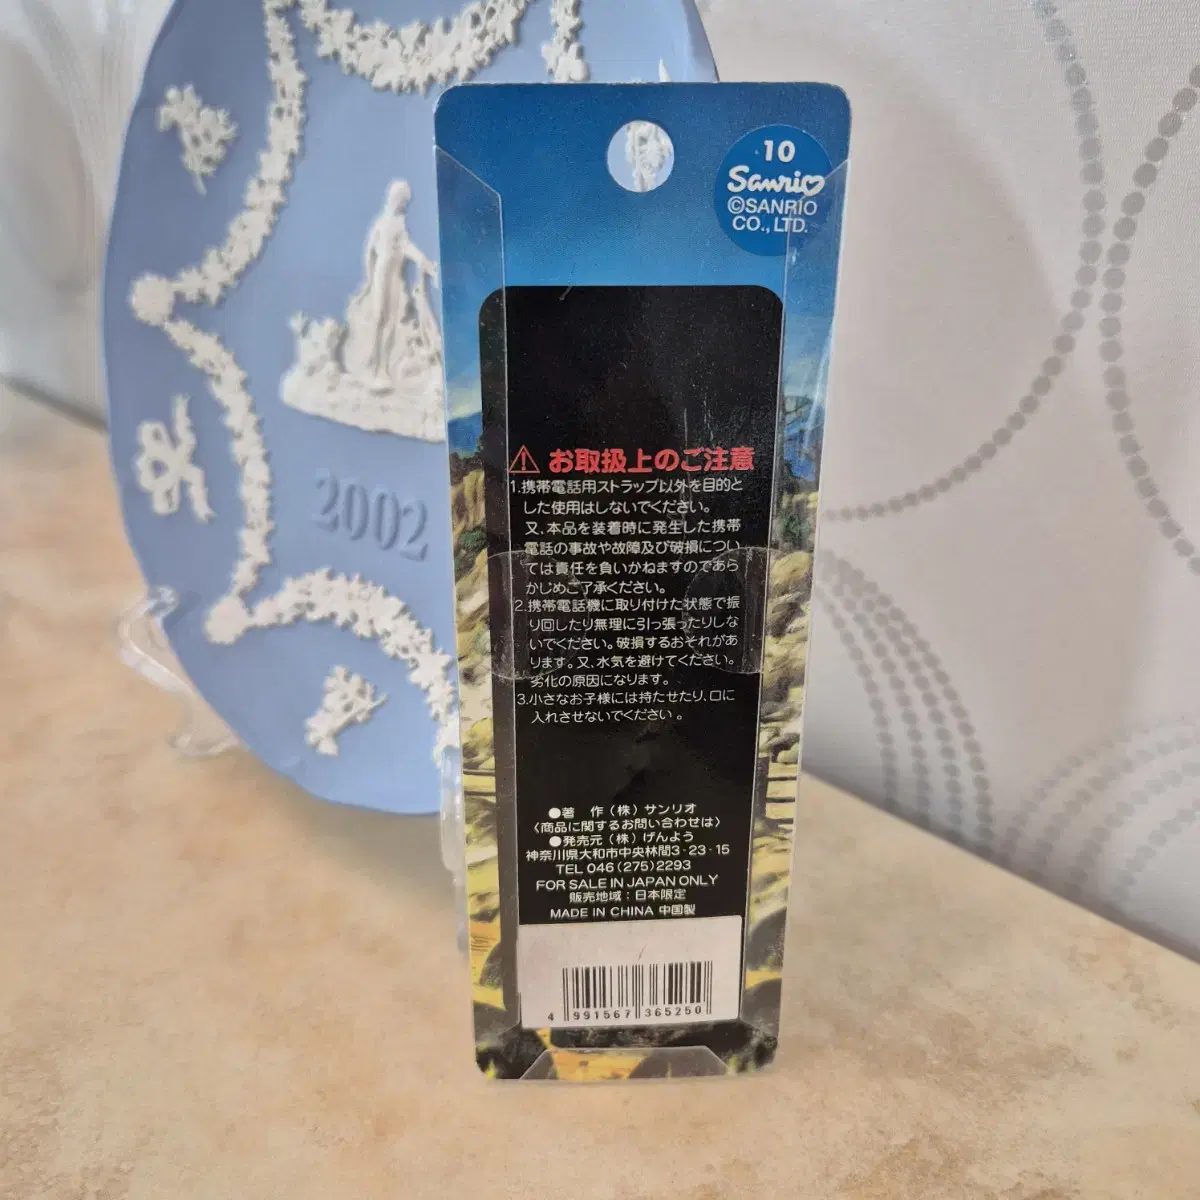 10
Sanrio
©SANRIO
CO., LTD.
2002
お取扱上のご注意
1.携帯電話用ストラップ以外を目的と
した使用はしないでください。
又、本品を装着時に発生した携帯
電話の事故や故障及び破損につい
ては責任を負いかねますのであら
かじめご了承ください。
2.携帯電話機に取り付けた状態で振
り回したり無理に引っ張ったりしな
いでください。破損するおそれがあ
ります。又、水気を避けてください。
劣化の原因になります。
3.小さなお子様には持たせたり、口に
入れさせないでください。
●著 作(株)サンリオ
〈商品に関するお問い合わせは〉
●発売元(株)げんよう
神奈川県大和市中央林間3-23-15
TEL 046(275)2293
FOR SALE IN JAPAN ONLY
販売地域:日本限定
MADE IN CHINA 中国製
4 991567 365250